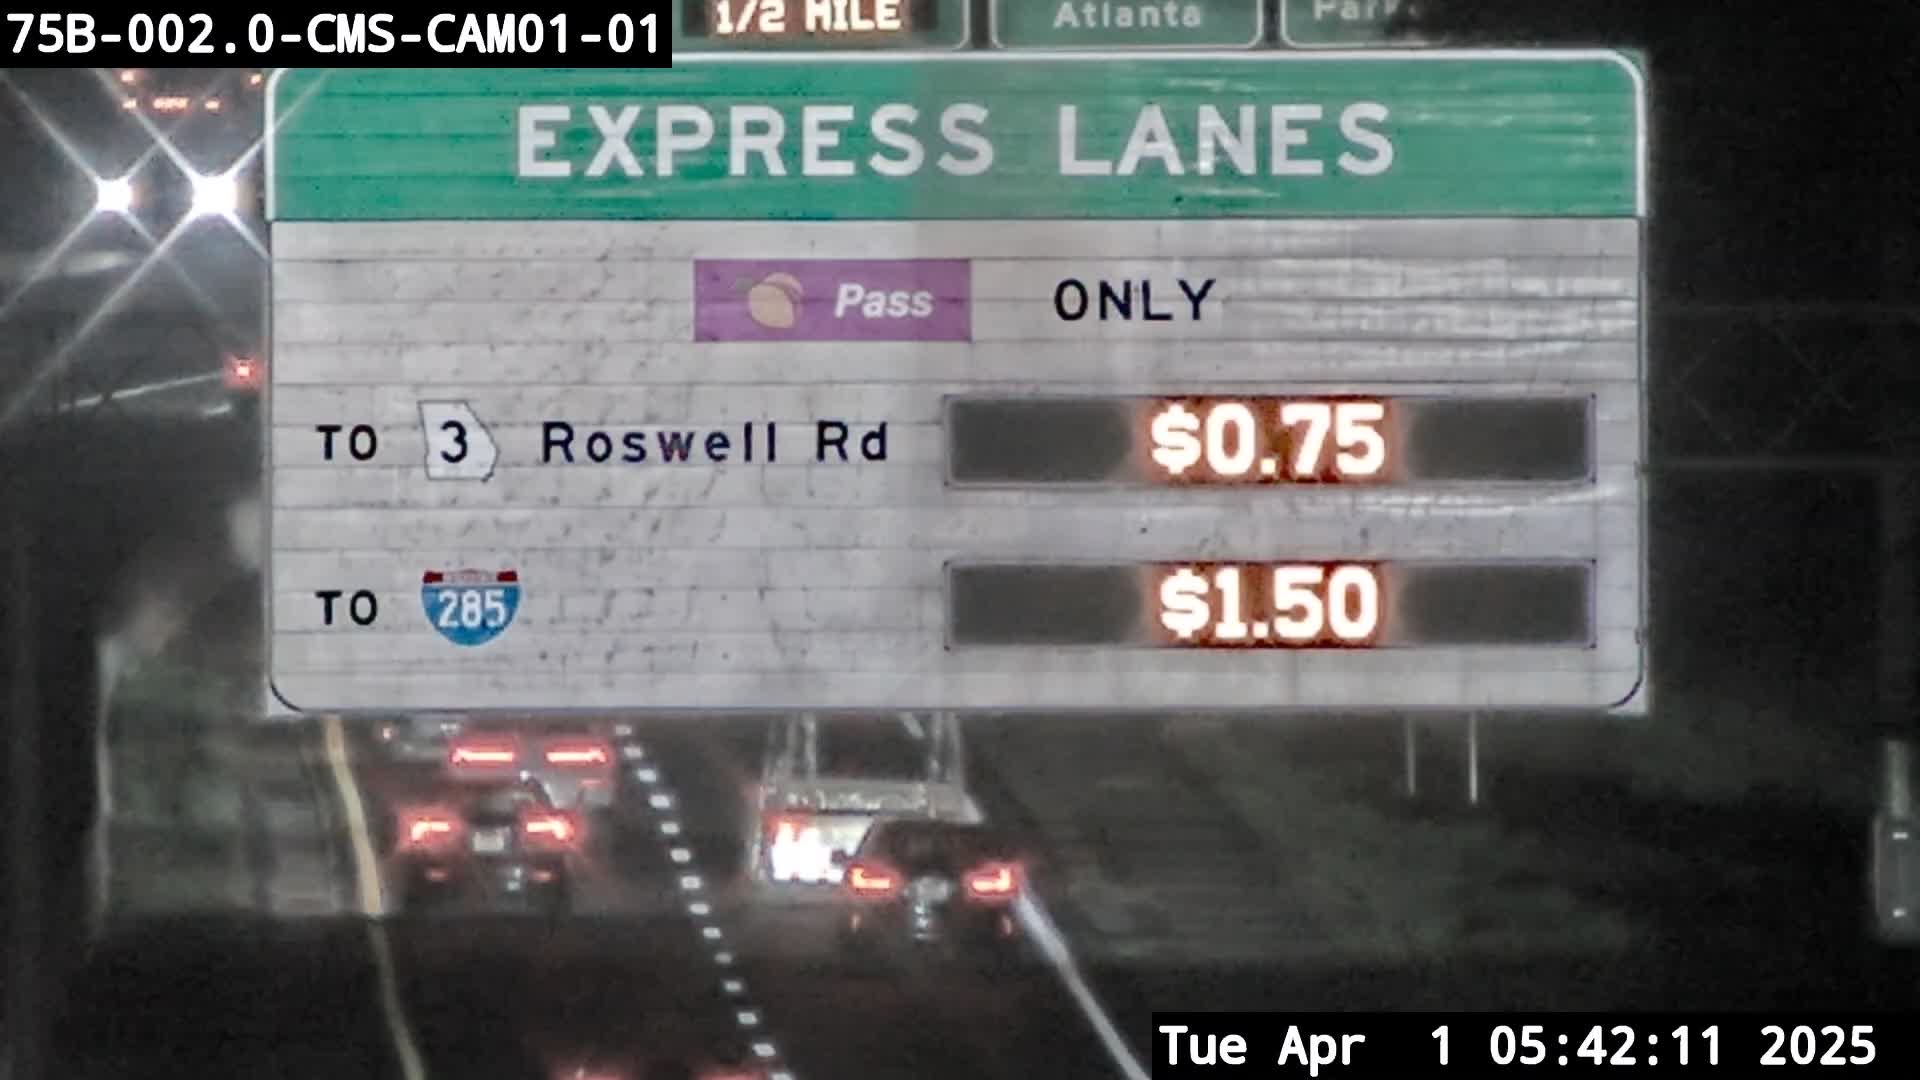 75B-002.0-CMS-CAM01-01
1/2 MILE
Atlanta
EXPRESS LANES
Pass ONLY
TO 3 Roswell Rd $0.75
TO 285 $1.50
Tue Apr 1 05:42:11 2025